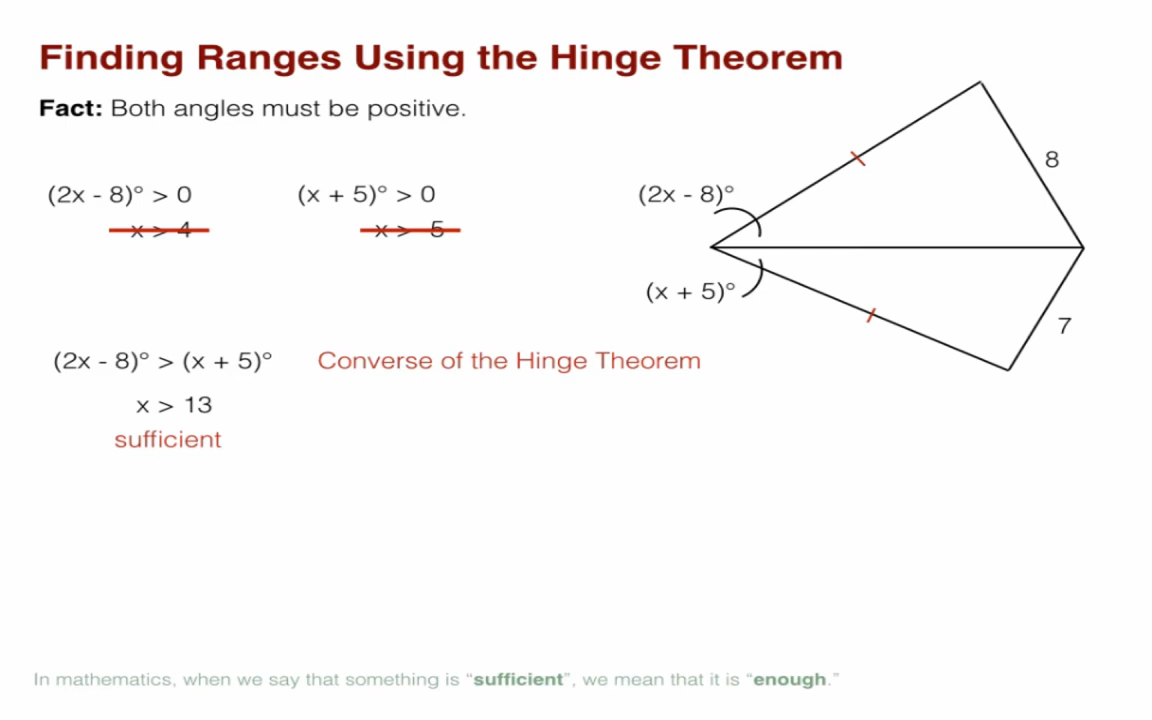 Finding Ranges Using the Hinge Theorem
Fact: Both angles must be positive.
(2x - 8)° > 0
(x + 5)° > 0
x > 4
x > -5
(2x - 8)°
8
(x + 5)°
7
(2x - 8)° > (x + 5)°
Converse of the Hinge Theorem
x > 13
sufficient
In mathematics, when we say that something is “sufficient”, we mean that it is “enough.”